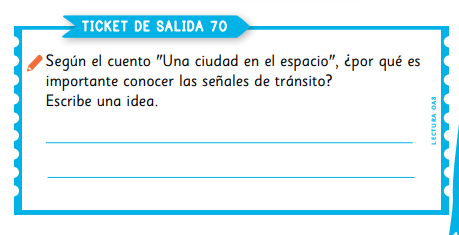 TICKET DE SALIDA 70
Según el cuento "Una ciudad en el espacio", ¿por qué es
importante conocer las señales de tránsito?
Escribe una idea.
LECTURA OA8